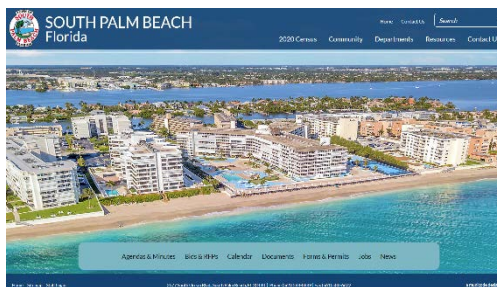 SOUTH PALM BEACH
Florida
Home Contact Us Search
2020 Census Community Departments Resources Contact U
Agendas & Minutes Bids & RFPs Calendar Documents Forms & Permits Jobs News